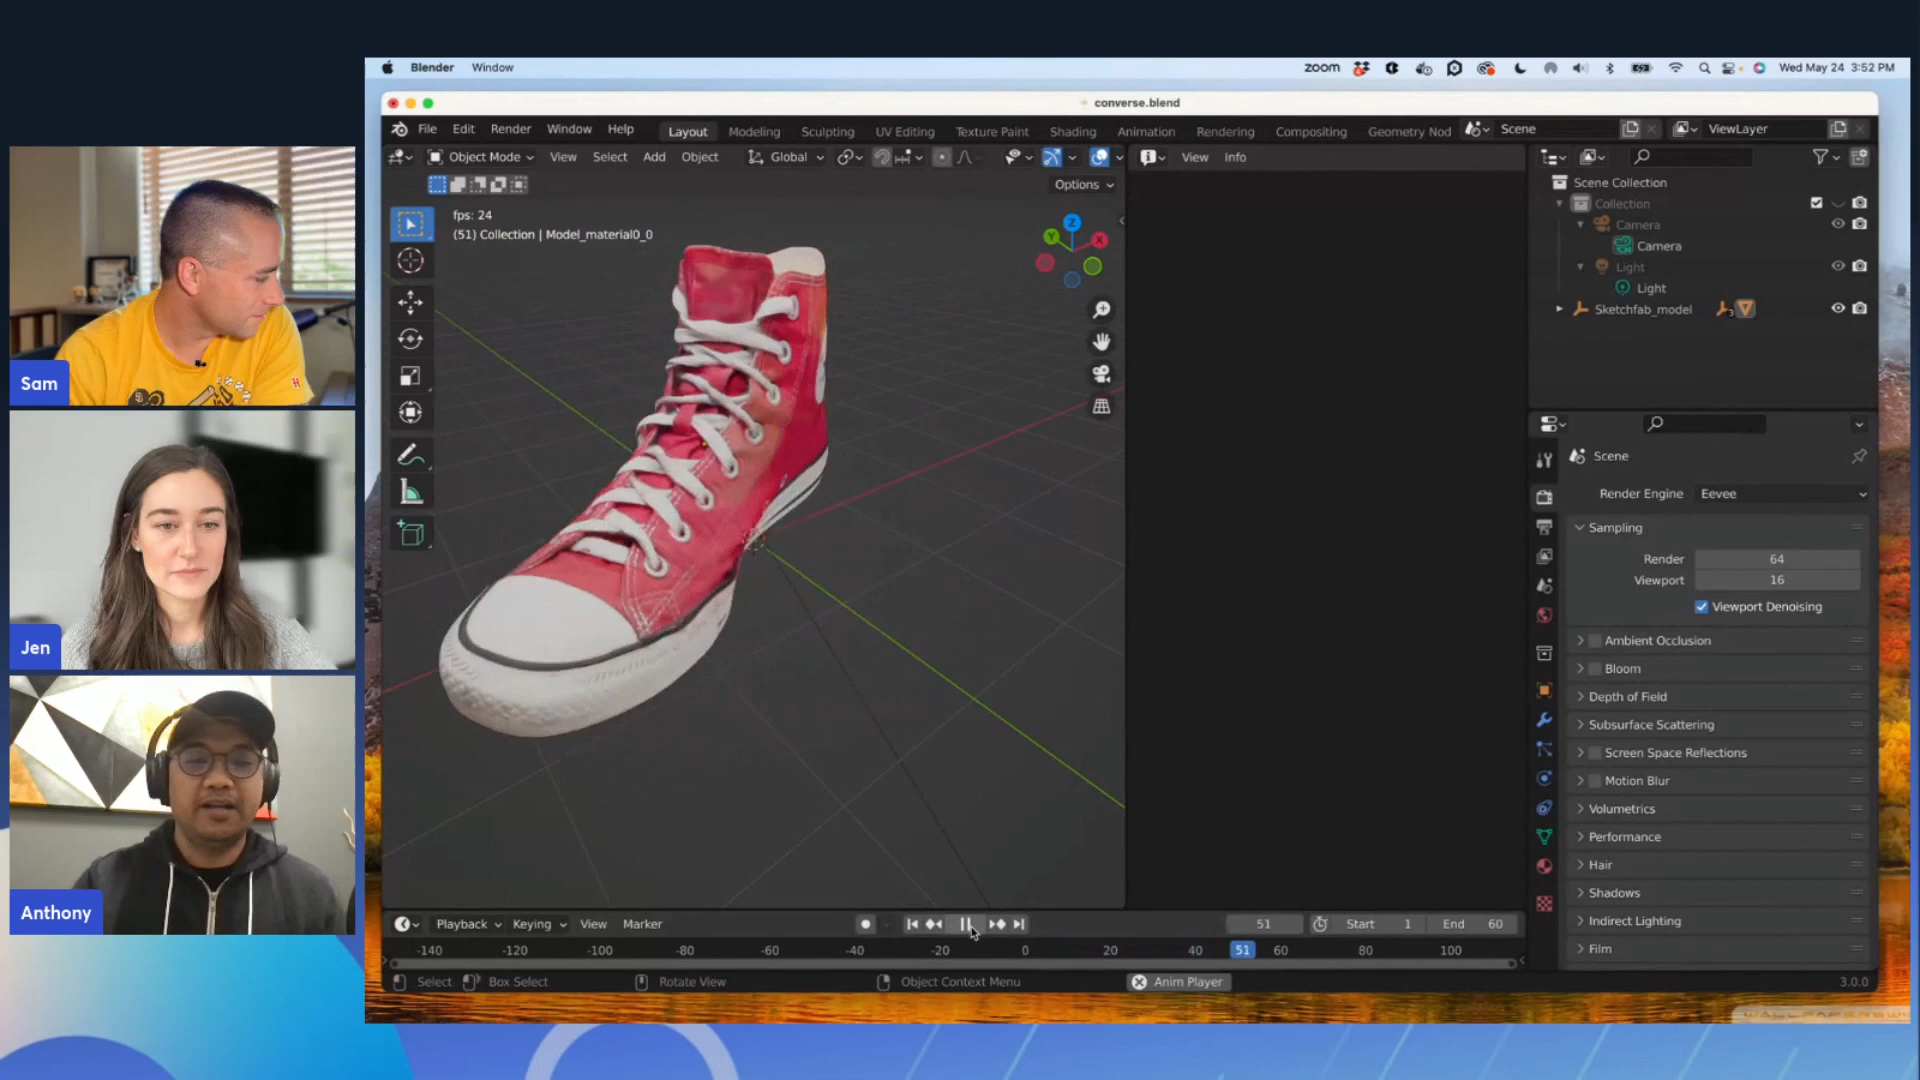 Blender Window
zoom
Wed May 24 3:52 PM
converse.blend
File Edit Render Window Help
Layout Modeling Sculpting UV Editing Texture Paint Shading Animation Rendering Compositing Geometry Nod
Scene
ViewLayer
Object Mode View Select Add Object Global
View Info
Options
fps: 24
(51) Collection | Model_material0_0
Z
Y
X
Scene Collection
Collection
Camera
Camera
Light
Light
Sketchfab_model
3
Scene
Render Engine Eevee
Sampling
Render 64
Viewport 16
Viewport Denoising
Ambient Occlusion
Bloom
Depth of Field
Subsurface Scattering
Screen Space Reflections
Motion Blur
Volumetrics
Performance
Hair
Shadows
Indirect Lighting
Film
Sam
Jen
Anthony
Playback Keying View Marker
51 Start 1 End 60
-140 -120 -100 -80 -60 -40 -20 0 20 40 51 60 80 100
Select Box Select Rotate View Object Context Menu Anim Player 3.0.0